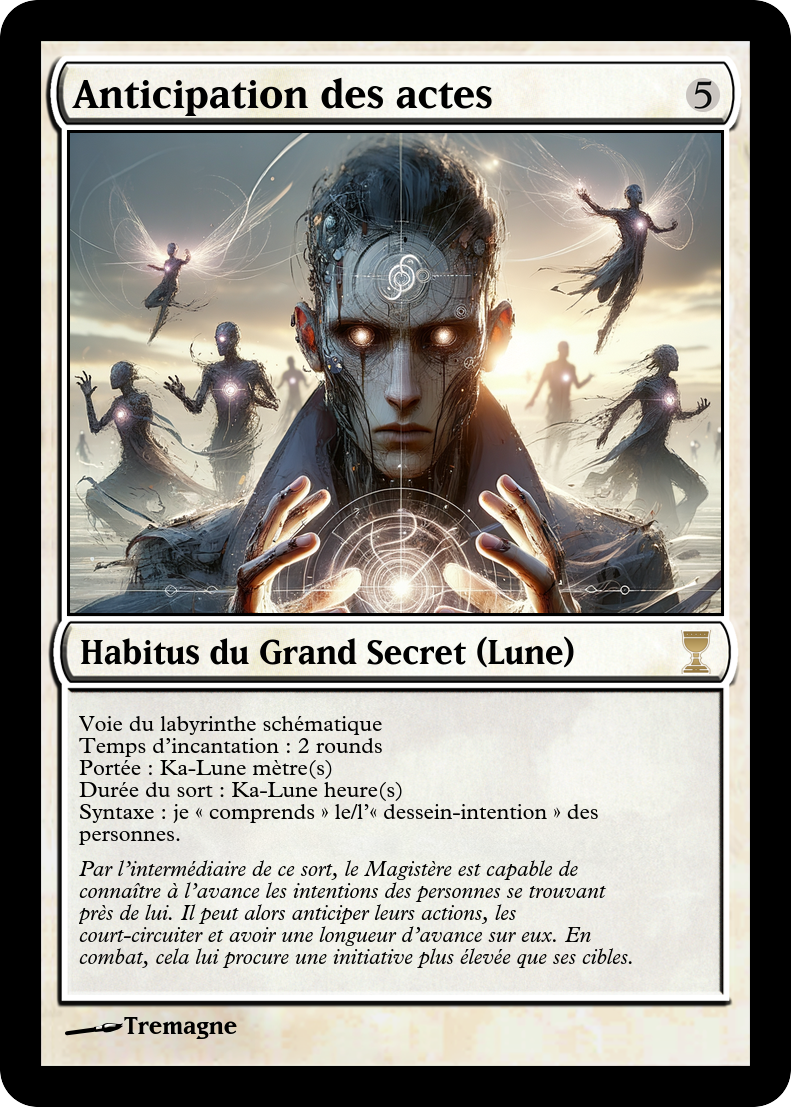 Anticipation des actes
5
Habitus du Grand Secret (Lune)
Voie du labyrinthe schématique
Temps d'incantation : 2 rounds
Portée : Ka-Lune mètre(s)
Durée du sort : Ka-Lune heure(s)
Syntaxe : je « comprends » le/l'« dessein-intention » des
personnes.
Par l'intermédiaire de ce sort, le Magistère est capable de
connaître à l'avance les intentions des personnes se trouvant
près de lui. Il peut alors anticiper leurs actions, les
court-circuiter et avoir une longueur d'avance sur eux. En
combat, cela lui procure une initiative plus élevée que ses cibles.
Tremagne